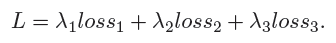 L = λ₁loss₁ + λ₂loss₂ + λ₃loss₃.